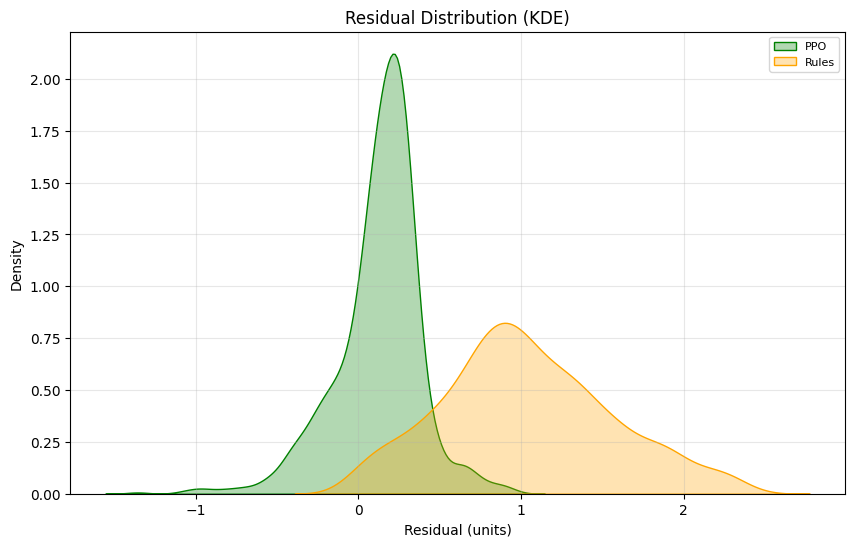 Residual Distribution (KDE)
PPO
Rules
Density
2.00
1.75
1.50
1.25
1.00
0.75
0.50
0.25
0.00
−1
0
1
2
Residual (units)